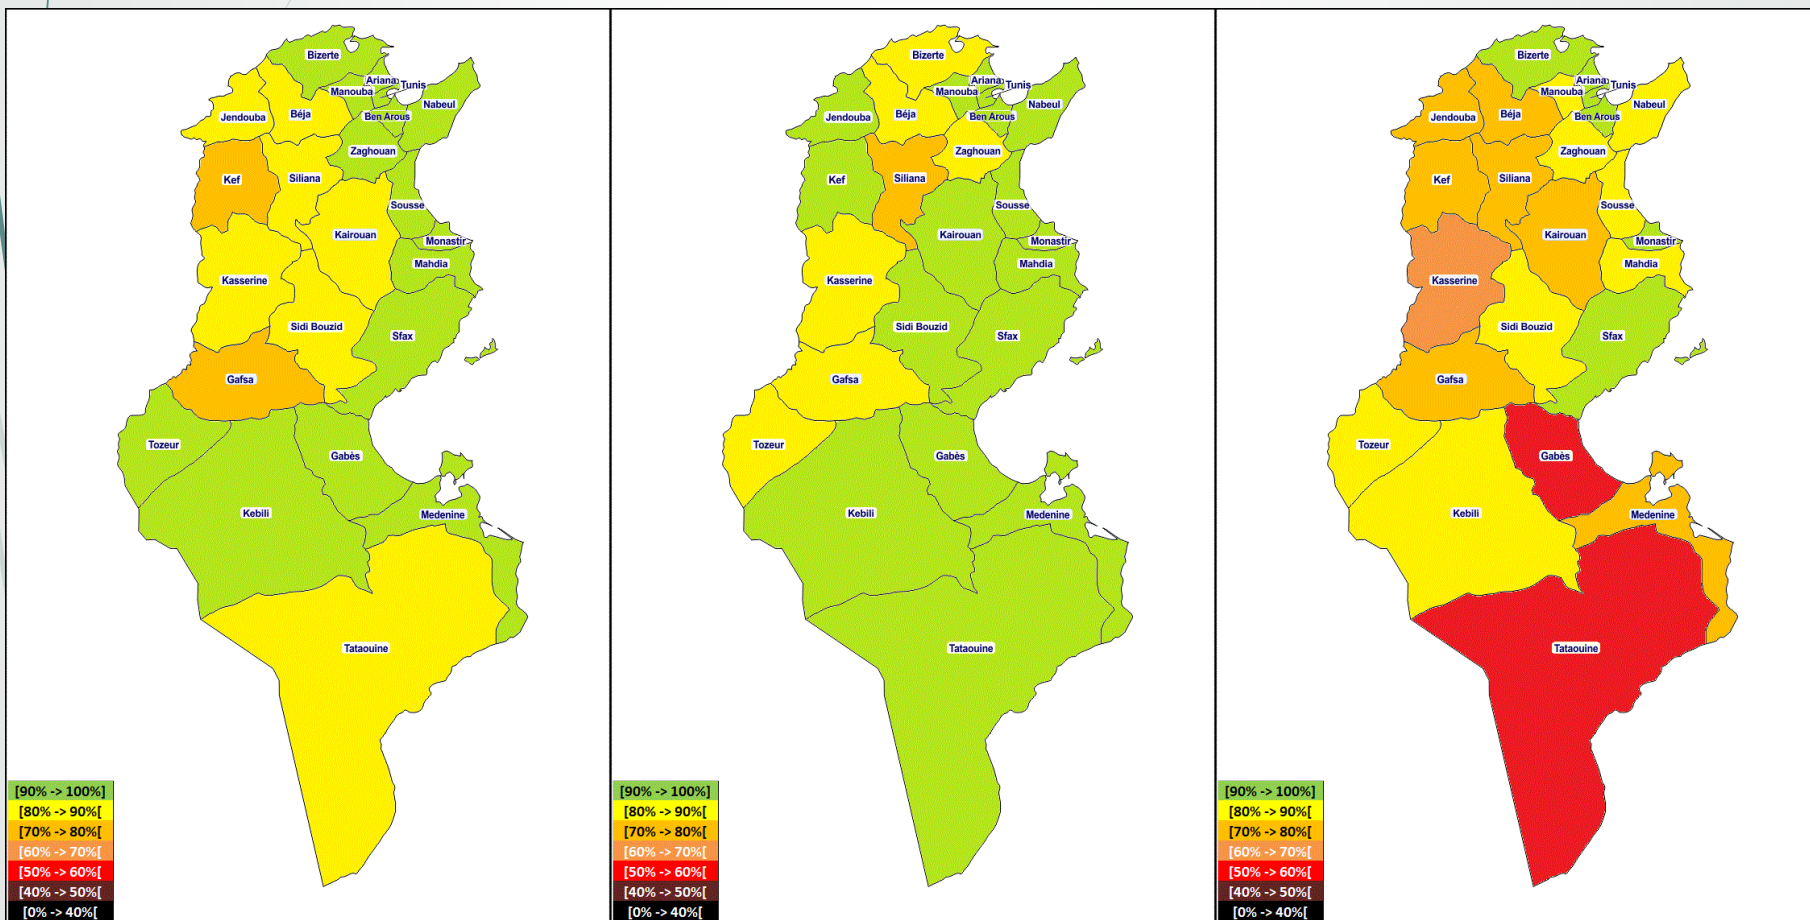 Bizerte
Ariana
Tunis
Manouba
Nabeul
Jendouba
Béja
Ben Arous
Zaghouan
Kef
Siliana
Sousse
Kairouan
Monastir
Mahdia
Kasserine
Sidi Bouzid
Sfax
Gafsa
Tozeur
Gabès
Kebili
Medenine
Tataouine
[90% -> 100%]
[80% -> 90%[
[70% -> 80%[
[60% -> 70%[
[50% -> 60%[
[40% -> 50%[
[0% -> 40%[
Bizerte
Ariana
Tunis
Manouba
Nabeul
Jendouba
Béja
Ben Arous
Zaghouan
Kef
Siliana
Sousse
Kairouan
Monastir
Mahdia
Kasserine
Sidi Bouzid
Sfax
Gafsa
Tozeur
Gabès
Kebili
Medenine
Tataouine
[90% -> 100%]
[80% -> 90%[
[70% -> 80%[
[60% -> 70%[
[50% -> 60%[
[40% -> 50%[
[0% -> 40%[
Bizerte
Ariana
Tunis
Manouba
Nabeul
Jendouba
Béja
Ben Arous
Zaghouan
Kef
Siliana
Sousse
Kairouan
Monastir
Mahdia
Kasserine
Sidi Bouzid
Sfax
Gafsa
Tozeur
Gabès
Kebili
Medenine
Tataouine
[90% -> 100%]
[80% -> 90%[
[70% -> 80%[
[60% -> 70%[
[50% -> 60%[
[40% -> 50%[
[0% -> 40%[